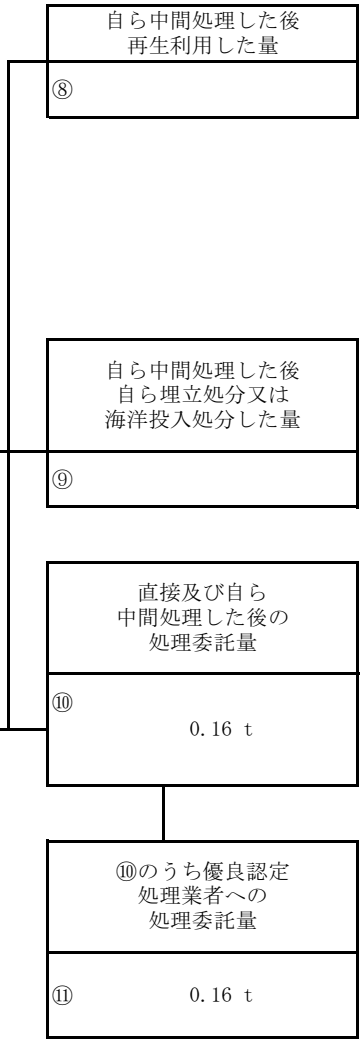 自ら中間処理した後
再生利用した量
⑧
自ら中間処理した後
自ら埋立処分又は
海洋投入処分した量
⑨
直接及び自ら
中間処理した後の
処理委託量
⑩
0.16 t
⑩のうち優良認定
処理業者への
処理委託量
⑪ 0.16 t